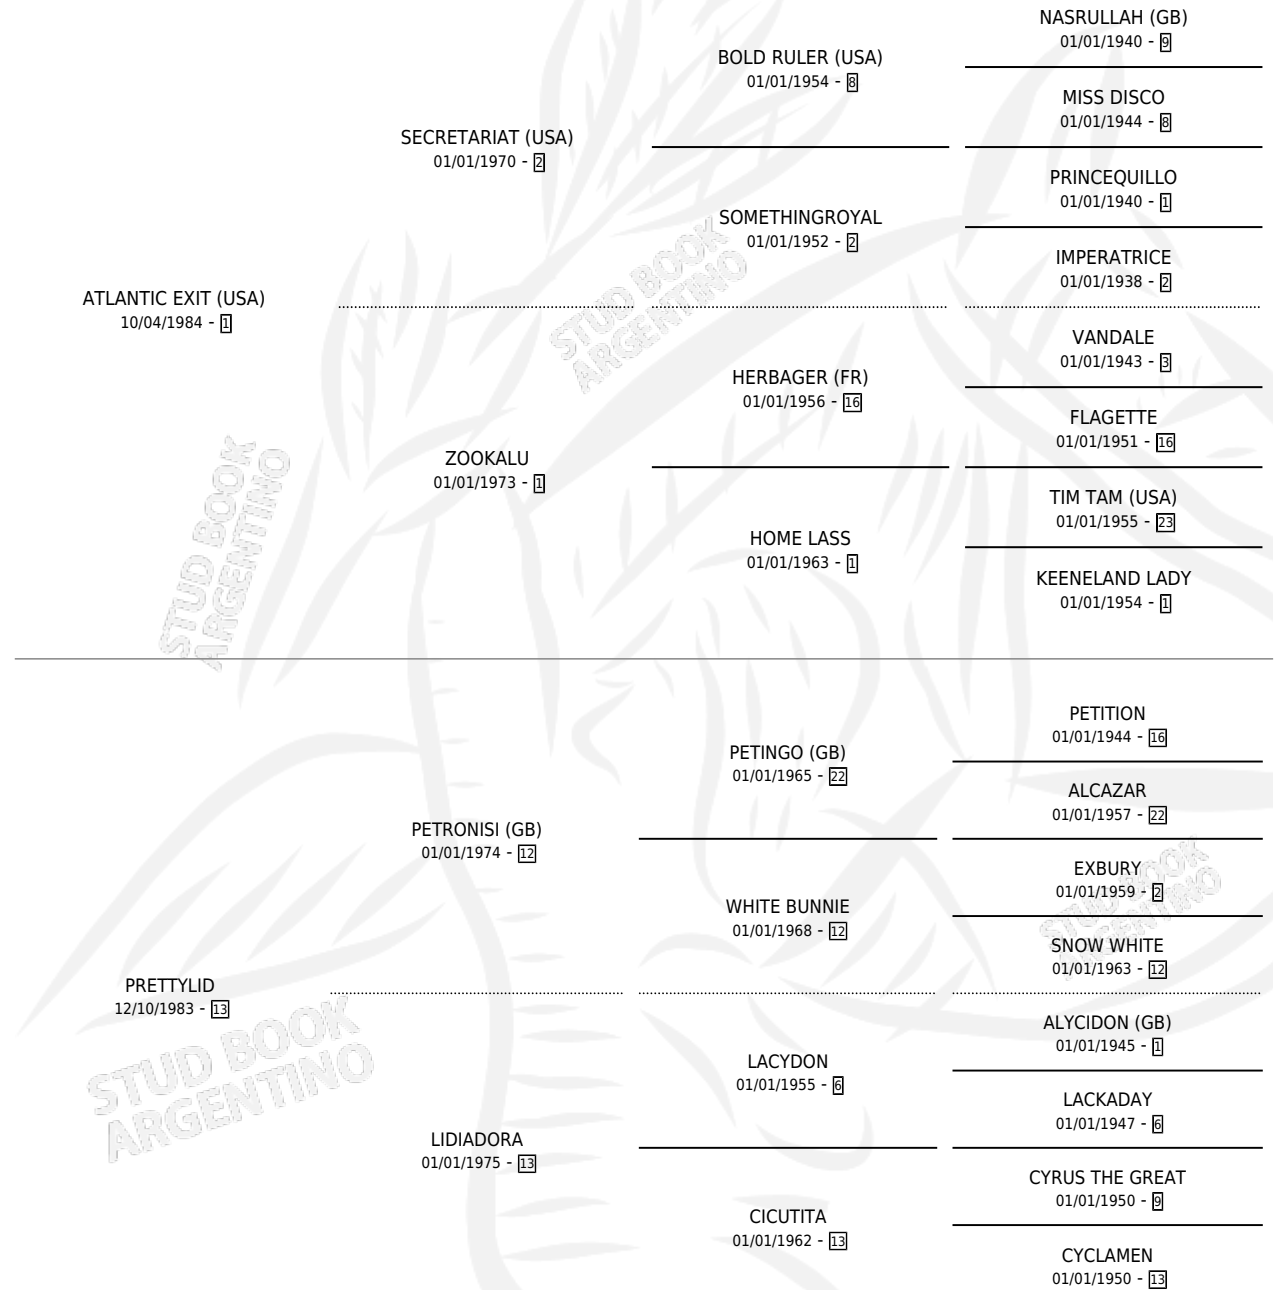 NASRULLAH (GB)
01/01/1940 - 9
BOLD RULER (USA)
01/01/1954 - 8
MISS DISCO
01/01/1944 - 8
SECRETARIAT (USA)
01/01/1970 - 2
PRINCEQUILLO
01/01/1940 - 1
SOMETHINGROYAL
01/01/1952 - 2
IMPERATRICE
01/01/1938 - 2
ATLANTIC EXIT (USA)
10/04/1984 - 1
VANDALE
01/01/1943 - 3
HERBAGER (FR)
01/01/1956 - 16
FLAGETTE
01/01/1951 - 16
ZOOKALU
01/01/1973 - 1
TIM TAM (USA)
01/01/1955 - 23
HOME LASS
01/01/1963 - 1
KEENELAND LADY
01/01/1954 - 1
PETITION
01/01/1944 - 16
PETINGO (GB)
01/01/1965 - 22
ALCAZAR
01/01/1957 - 22
PETRONISI (GB)
01/01/1974 - 12
EXBURY
01/01/1959 - 2
WHITE BUNNIE
01/01/1968 - 12
SNOW WHITE
01/01/1963 - 12
PRETTYLID
12/10/1983 - 13
ALYCIDON (GB)
01/01/1945 - 1
LACYDON
01/01/1955 - 6
LACKADAY
01/01/1947 - 6
LIDIADORA
01/01/1975 - 13
CYRUS THE GREAT
01/01/1950 - 9
CICUTITA
01/01/1962 - 13
CYCLAMEN
01/01/1950 - 13
STUD BOOK
ARGENTINO
STUD BOOK
ARGENTINO
STUD BOOK
ARGENTINO
STUD BOOK
ARGENTINO